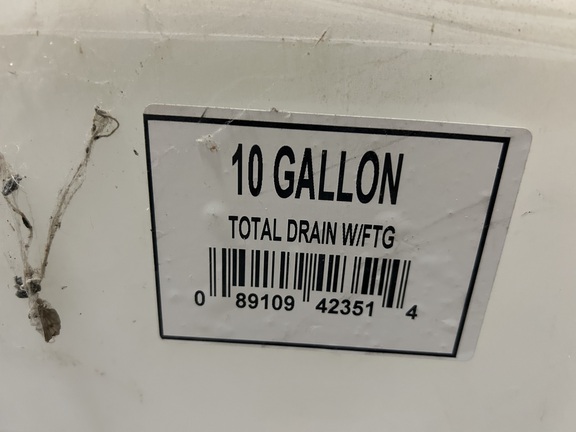 10 GALLON
TOTAL DRAIN W/FTG
0 89109 42351 4